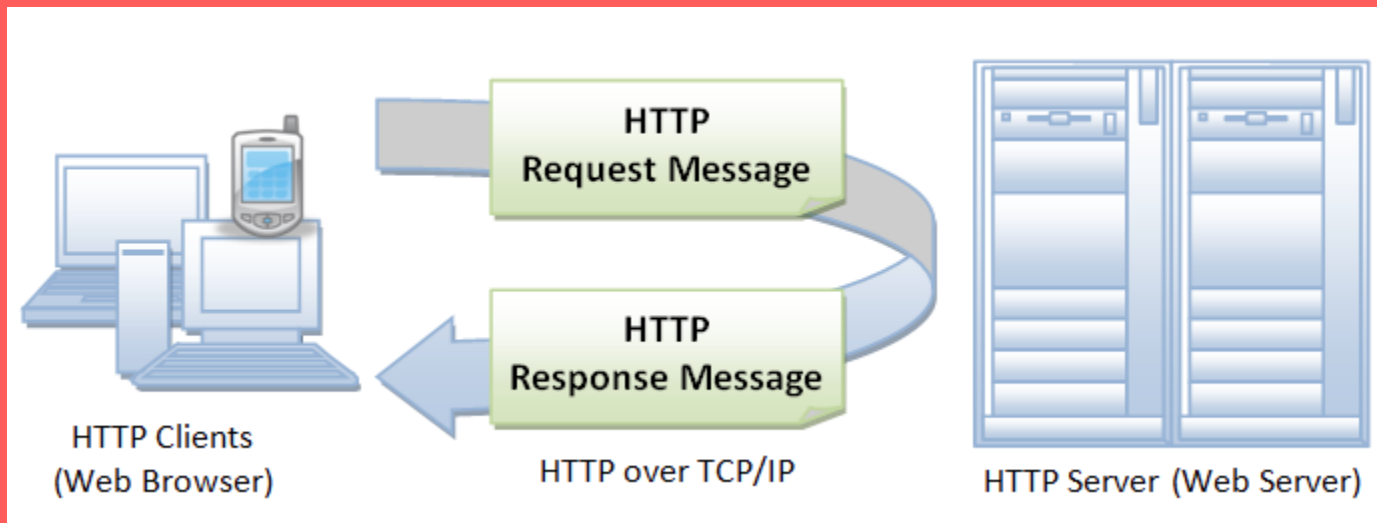 HTTP
Request Message
HTTP
Response Message
HTTP Clients
(Web Browser)
HTTP over TCP/IP
HTTP Server (Web Server)